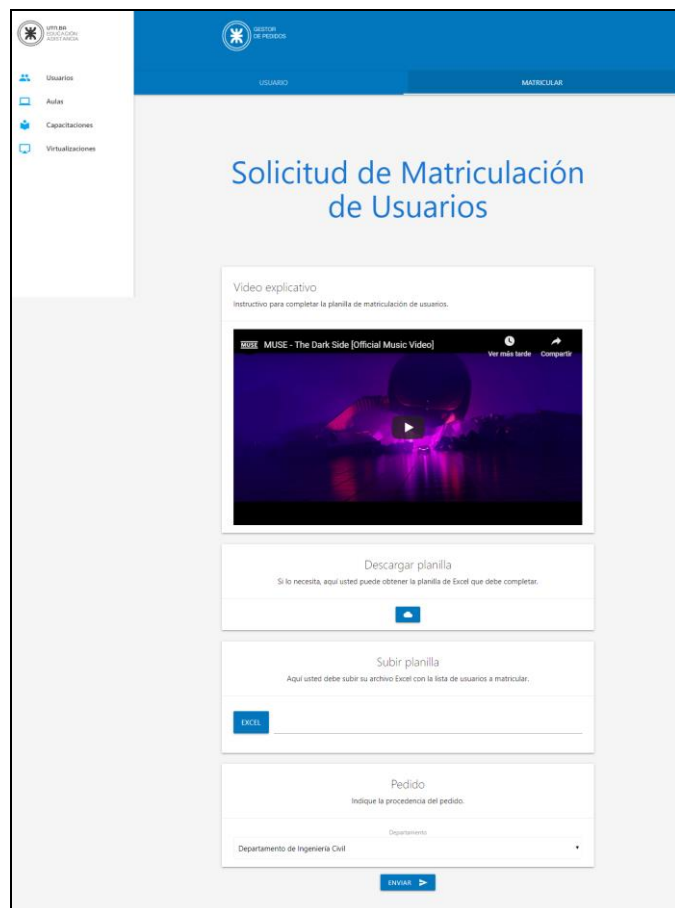 UTN.BA
EDUCACIÓN
A DISTANCIA
Usuarios
Aulas
Capacitaciones
Virtualizaciones
GESTOR
DE PEDIDOS
USUARIO
MATRICULAR
Solicitud de Matriculación
de Usuarios
Video explicativo
Instructivo para completar la planilla de matriculación de usuarios.
MUSE MUSE - The Dark Side [Official Music Video]
Ver más tarde Compartir
Descargar planilla
Si lo necesita, aquí usted puede obtener la planilla de Excel que debe completar.
Subir planilla
Aquí usted debe subir su archivo Excel con la lista de usuarios a matricular.
EXCEL
Pedido
Indique la procedencia del pedido.
Departamento
Departamento de Ingeniería Civil
ENVIAR